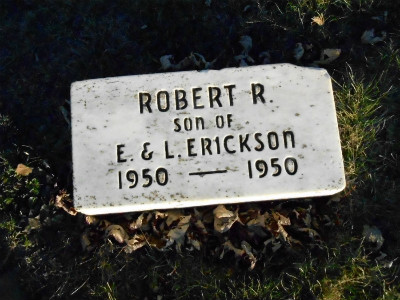 ROBERT R.
SON OF
E. & L. ERICKSON
1950 — 1950